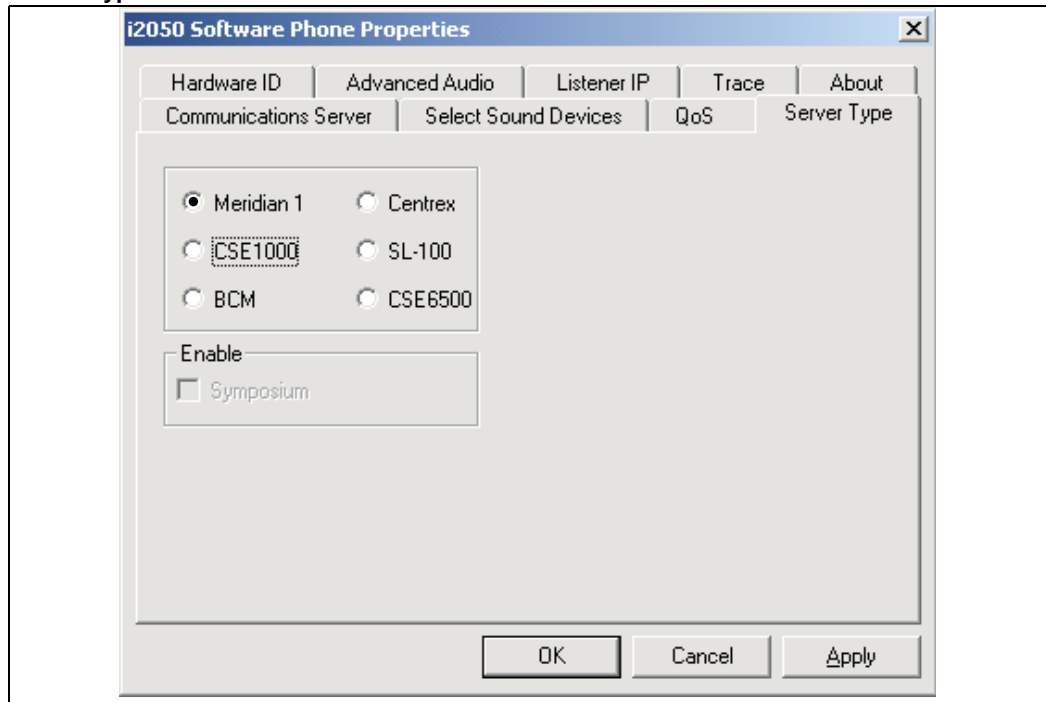 i2050 Software Phone Properties
Hardware ID Advanced Audio Listener IP Trace About
Communications Server Select Sound Devices QoS Server Type
Meridian 1 Centrex
CSE1000 SL-100
BCM CSE6500
Enable
Symposium
OK Cancel Apply